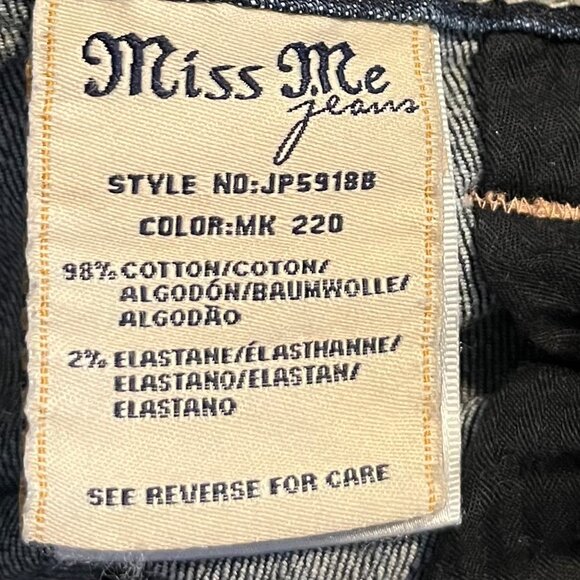 Miss Me
jeans
STYLE NO:JP5918B
COLOR:MK 220
98% COTTON/COTON/
ALGODÓN/BAUMWOLLE/
ALGODÃO
2% ELASTANE/ÉLASTHANNE/
ELASTANO/ELASTAN/
ELASTANO
SEE REVERSE FOR CARE